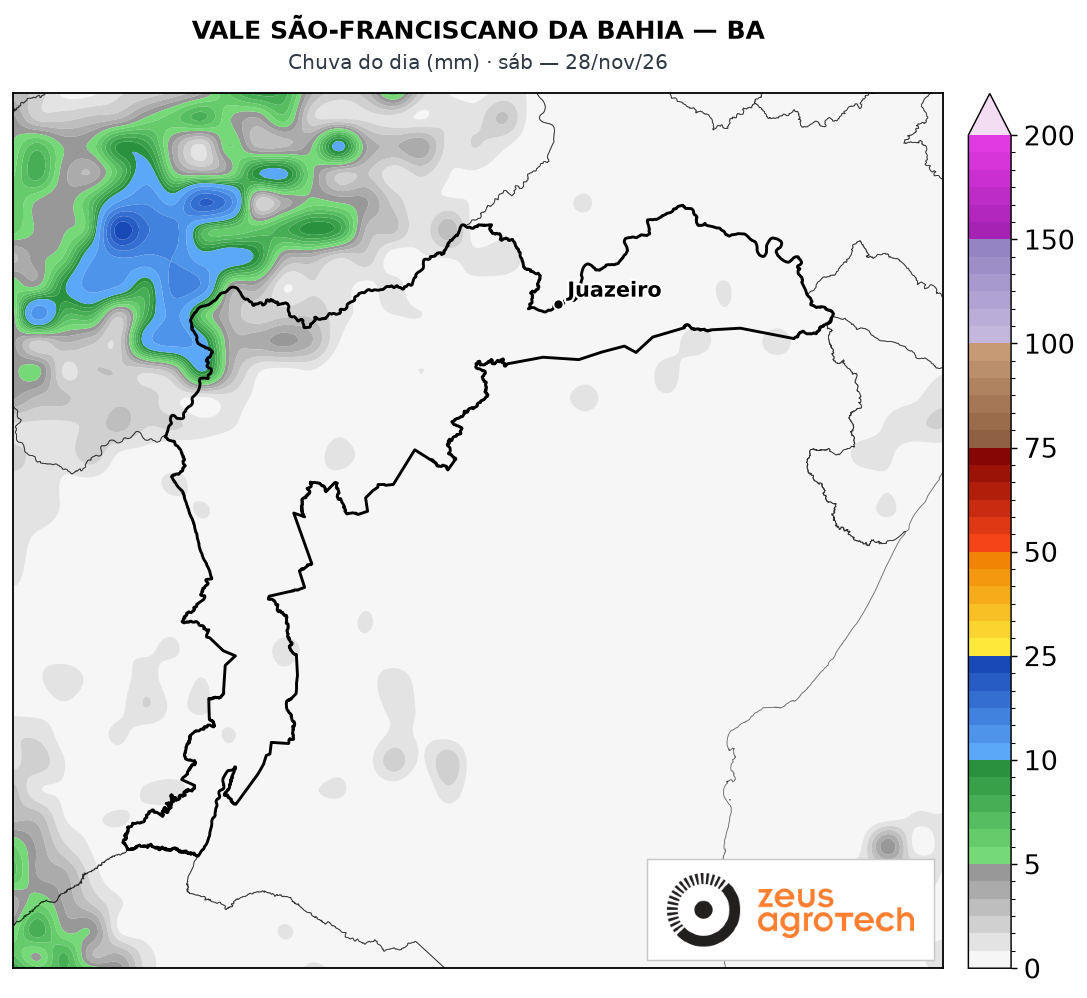 VALE SÃO-FRANCISCANO DA BAHIA — BA
Chuva do dia (mm) · sáb — 28/nov/26
Juazeiro
200
150
100
75
50
25
10
5
0
zeus
agrotech